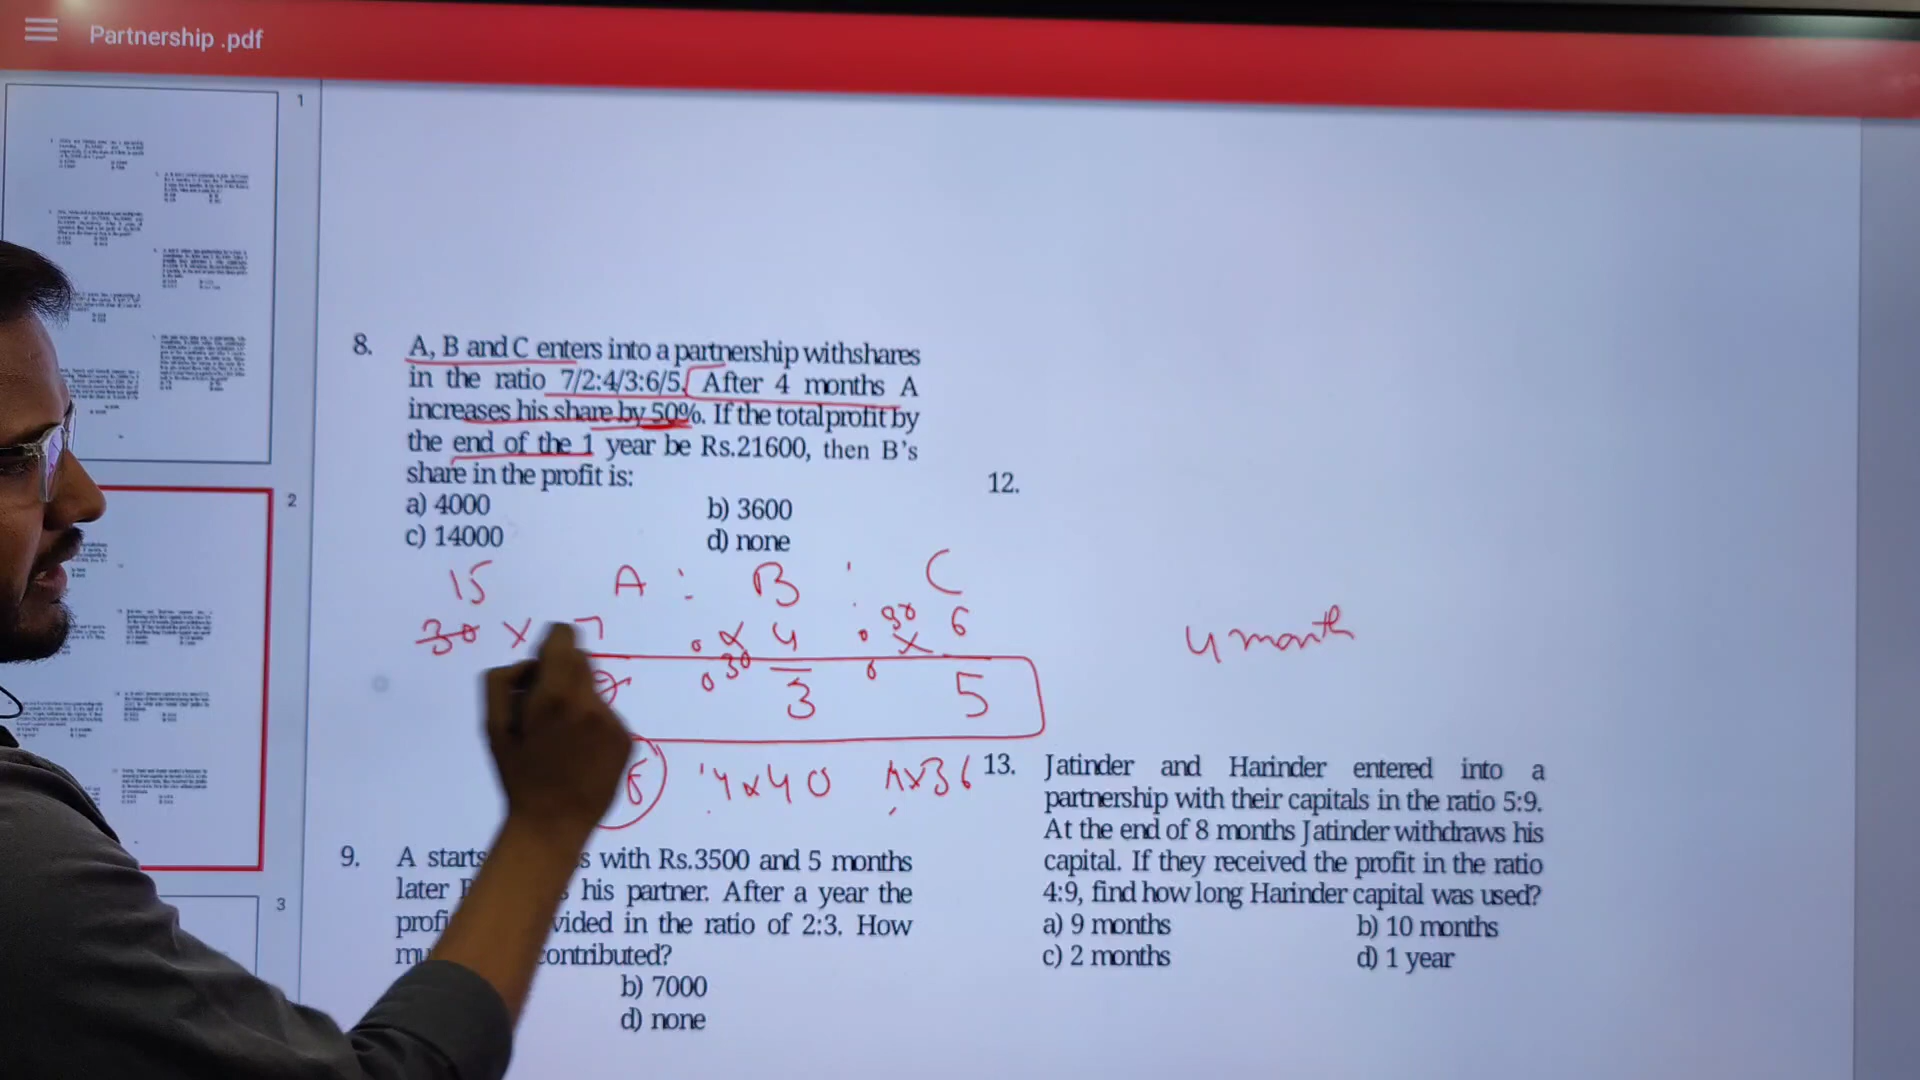 Partnership .pdf
1
2
3
8. A, B and C enters into a partnership withshares
in the ratio 7/2:4/3:6/5. After 4 months A
increases his share by 50%. If the totalprofit by
the end of the 1 year be Rs.21600, then B's
share in the profit is:
a) 4000 b) 3600
c) 14000 d) none
15 A : B : C
30 × 7 × 4 30 × 6
30 3 5
4×40 4×36
4 month
9. A starts with Rs.3500 and 5 months
later his partner. After a year the
in the ratio of 2:3. How
b) 7000
d) none
12.
13. Jatinder and Harinder entered into a
partnership with their capitals in the ratio 5:9.
At the end of 8 months Jatinder withdraws his
capital. If they received the profit in the ratio
4:9, find how long Harinder capital was used?
a) 9 months b) 10 months
c) 2 months d) 1 year